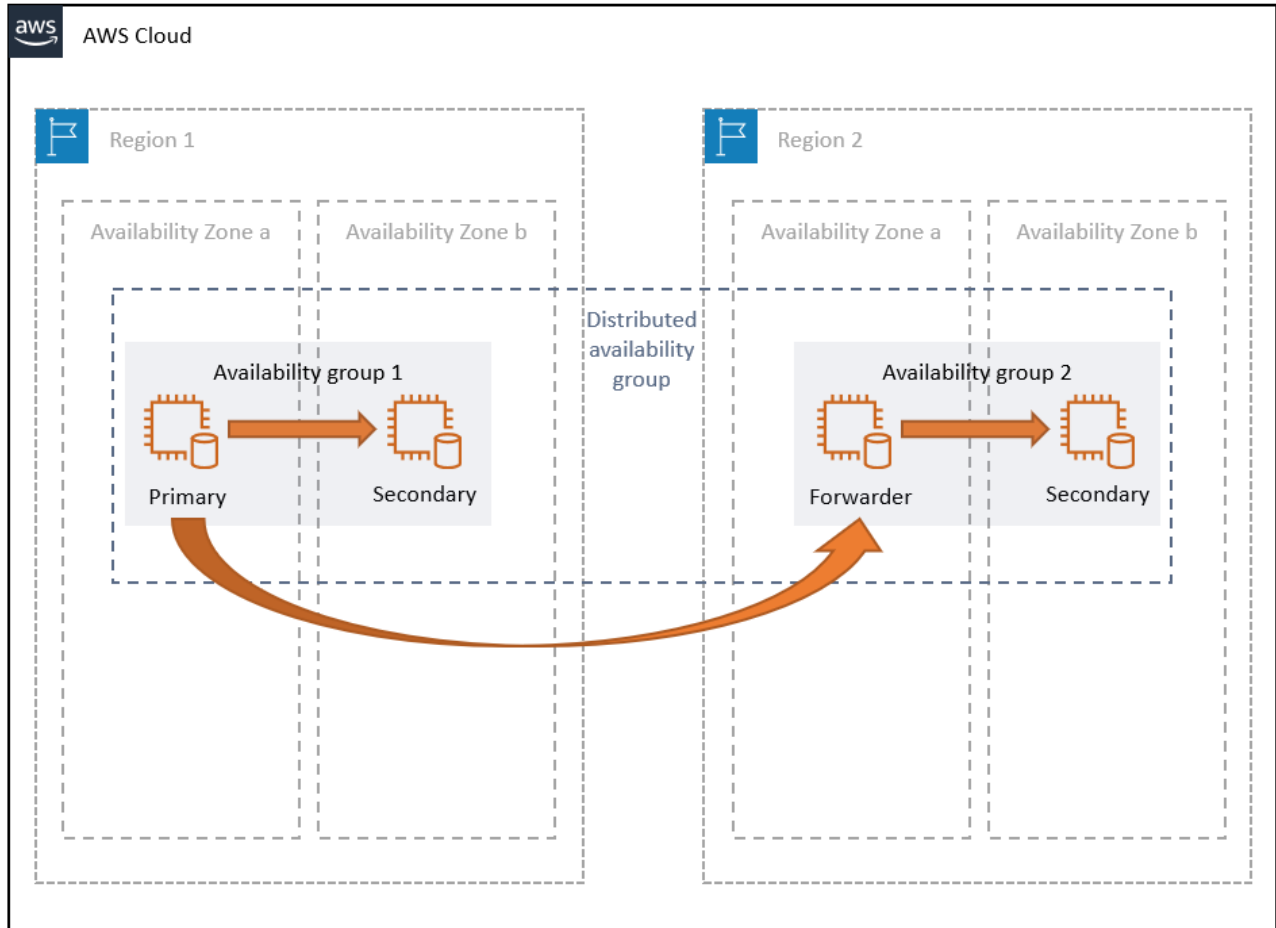 aws
AWS Cloud
Region 1
Region 2
Availability Zone a
Availability Zone b
Availability Zone a
Availability Zone b
Distributed
availability
group
Availability group 1
Availability group 2
Primary
Secondary
Forwarder
Secondary